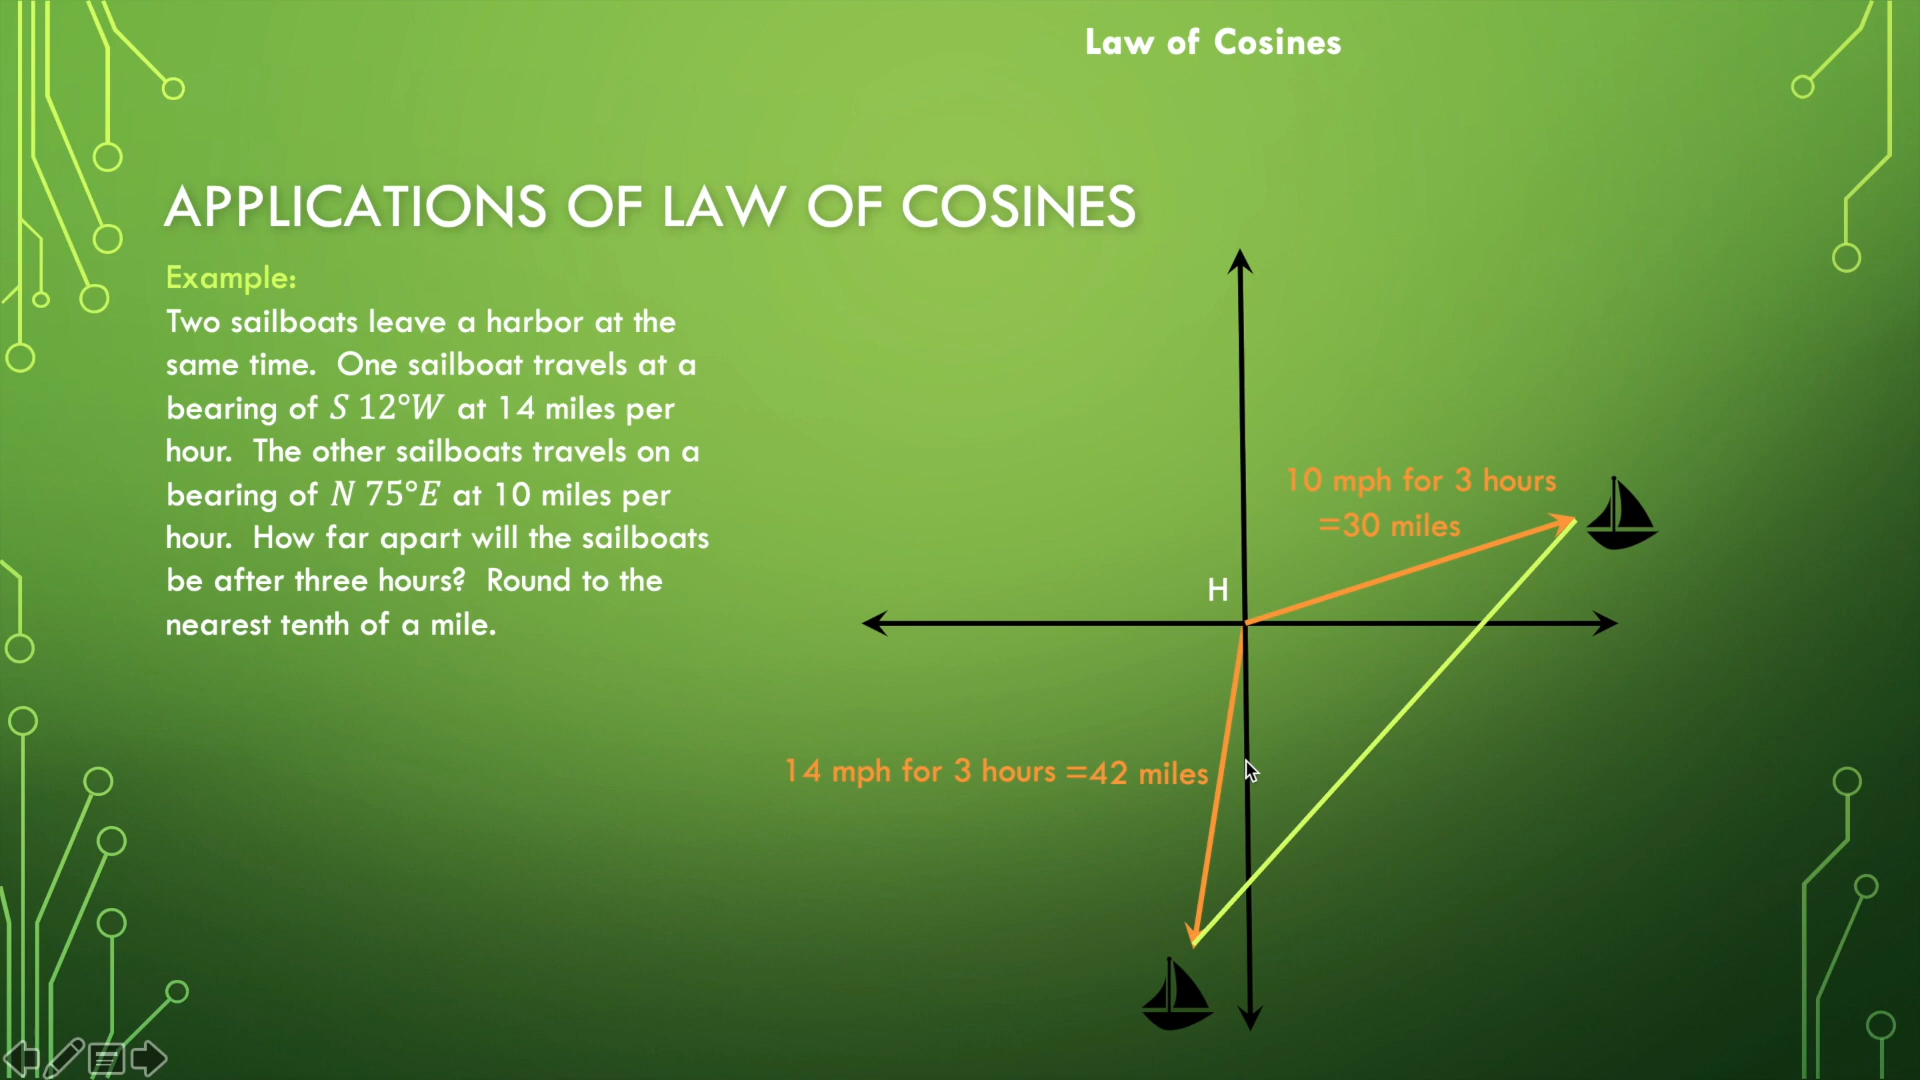 Law of Cosines
APPLICATIONS OF LAW OF COSINES
Example:
Two sailboats leave a harbor at the
same time. One sailboat travels at a
bearing of S 12°W at 14 miles per
hour. The other sailboats travels on a
bearing of N 75°E at 10 miles per
hour. How far apart will the sailboats
be after three hours? Round to the
nearest tenth of a mile.
10 mph for 3 hours
=30 miles
H
14 mph for 3 hours =42 miles